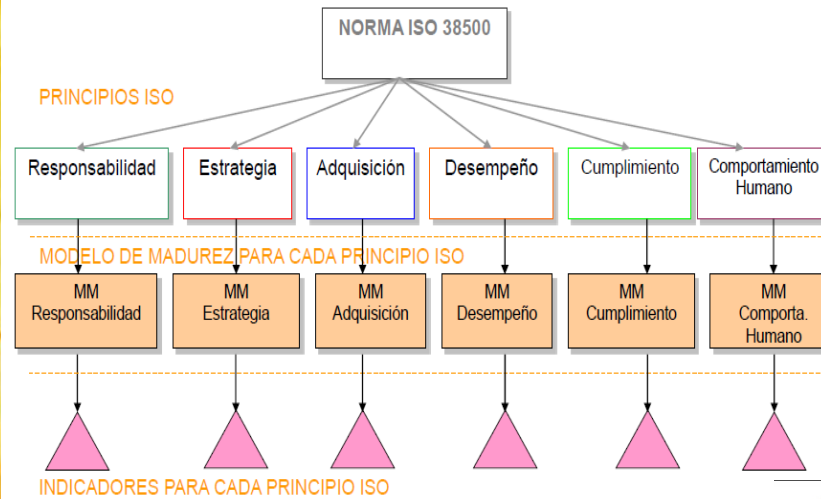 NORMA ISO 38500
PRINCIPIOS ISO
Responsabilidad
Estrategia
Adquisición
Desempeño
Cumplimiento
Comportamiento
Humano
MODELO DE MADUREZ PARA CADA PRINCIPIO ISO
MM
Responsabilidad
MM
Estrategia
MM
Adquisición
MM
Desempeño
MM
Cumplimiento
MM
Comporta.
Humano
INDICADORES PARA CADA PRINCIPIO ISO